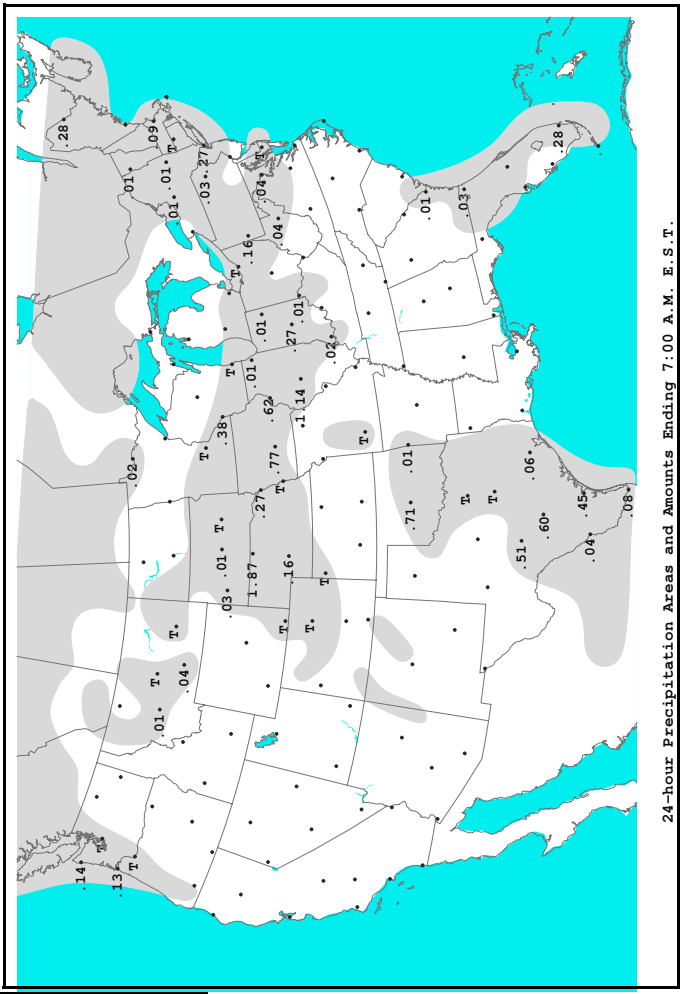 .28
.14
T
.13
T
.01
.02
.09
T
.01
.01
T
.01
T
.04
.27
T
.03
T
.38
.01
.03
T
T
.16
.01
1.87
T
.04
.01
.27
.62
.77
.04
T
T
.16
.27
.01
1.14
T
T
.02
T
.01
.71
.01
.03
T
T
.51
.06
.60
.28
.45
.04
.08
24-hour Precipitation Areas and Amounts Ending 7:00 A.M. E.S.T.